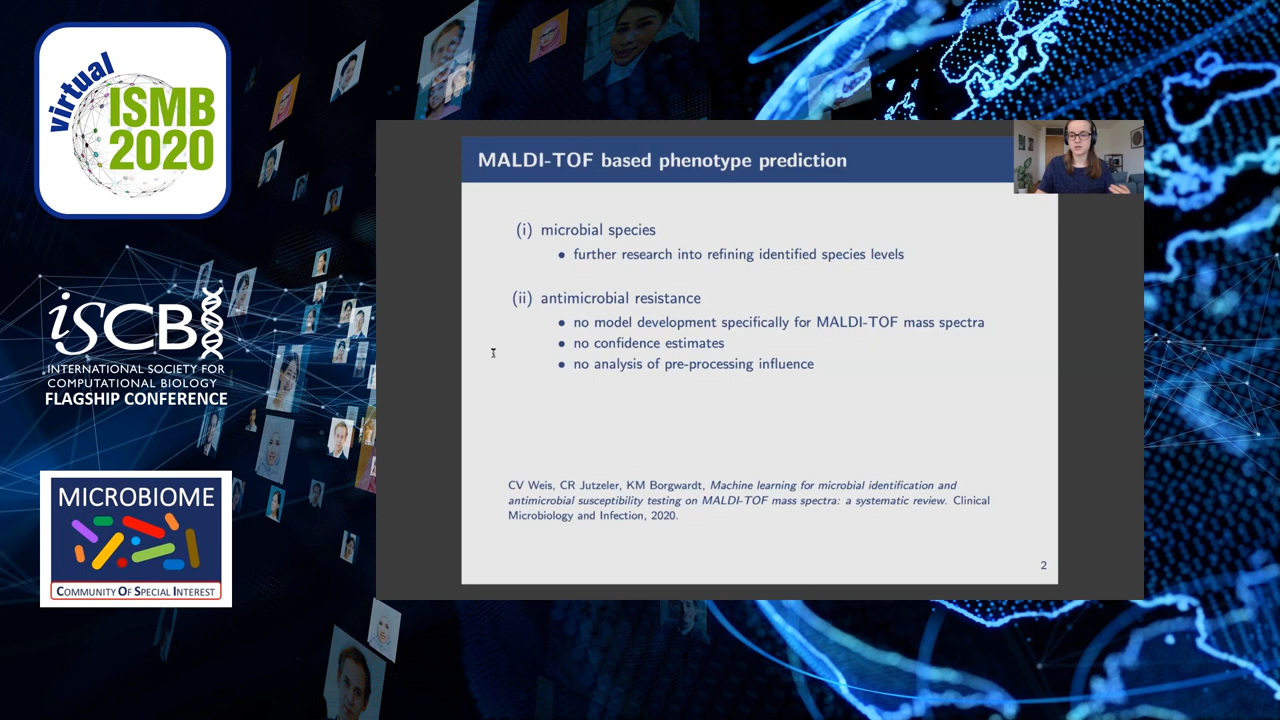 virtual
ISMB
2020
iSCB
INTERNATIONAL SOCIETY FOR
COMPUTATIONAL BIOLOGY
FLAGSHIP CONFERENCE
MICROBIOME
COMMUNITY OF SPECIAL INTEREST
MALDI-TOF based phenotype prediction
(i) microbial species
• further research into refining identified species levels
(ii) antimicrobial resistance
• no model development specifically for MALDI-TOF mass spectra
• no confidence estimates
• no analysis of pre-processing influence
CV Weis, CR Jutzeler, KM Borgwardt, Machine learning for microbial identification and
antimicrobial susceptibility testing on MALDI-TOF mass spectra: a systematic review. Clinical
Microbiology and Infection, 2020.
2